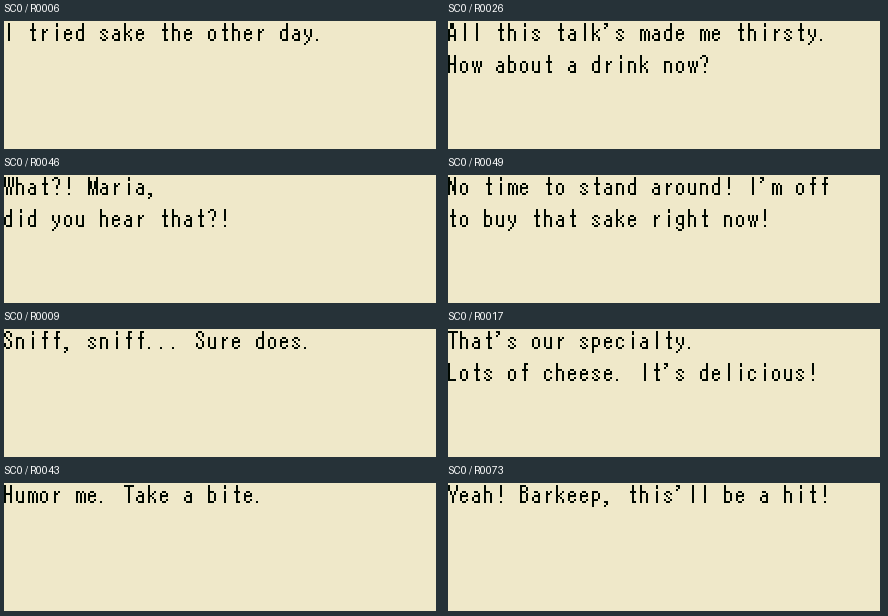 SC0/R0006
I tried sake the other day.
SC0/R0026
All this talk's made me thirsty.
How about a drink now?
SC0/R0046
What?! Maria,
did you hear that?!
SC0/R0049
No time to stand around! I'm off
to buy that sake right now!
SC0/R0009
Sniff, sniff... Sure does.
SC0/R0017
That's our specialty.
Lots of cheese. It's delicious!
SC0/R0043
Humor me. Take a bite.
SC0/R0073
Yeah! Barkeep, this'll be a hit!